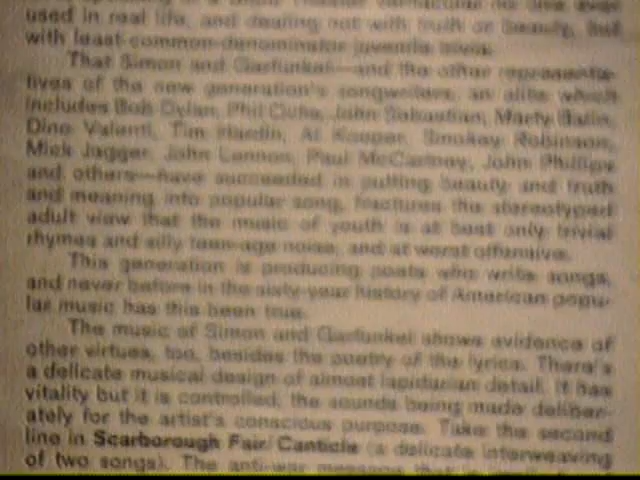 used in real life, and dealing not with truth or beauty, but
with least-common-denominator juvenile trivia.
That Simon and Garfunkel—and the other representa-
tives of the new generation's songwriters, an elite which
includes Bob Dylan, Phil Ochs, John Sebastian, Marty Balin,
Dino Valenti, Tim Hardin, Al Kooper, Smokey Robinson,
Mick Jagger, John Lennon, Paul McCartney, John Phillips
and others—have succeeded in putting beauty and truth
and meaning into popular song, fractures the stereotyped
adult view that the music of youth is at best only trivial
rhymes and silly teen-age noise, and at worst offensive.
This generation is producing poets who write songs,
and never before in the sixty-year history of American popu-
lar music has this been true.
The music of Simon and Garfunkel shows evidence of
other virtues, too, besides the poetry of the lyrics. There's
a delicate musical design of almost lapidarian detail. It has
vitality but it is controlled, the sounds being made deliber-
ately for the artist's conscious purpose. Take the second
line in Scarborough Fair/Canticle (a delicate interweaving
of two songs). The anti-war message that is